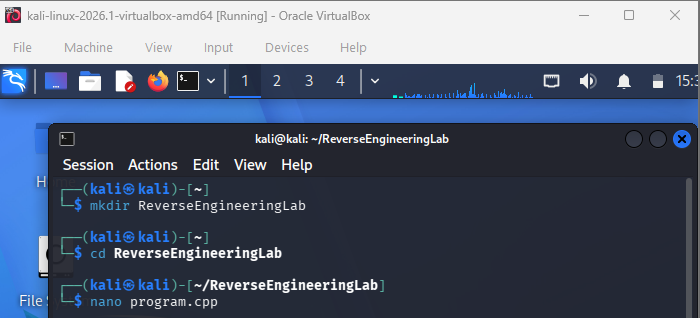 kali-linux-2026.1-virtualbox-amd64 [Running] - Oracle VirtualBox
File Machine View Input Devices Help
1 2 3 4 15:3
kali@kali: ~/ReverseEngineeringLab
Session Actions Edit View Help
┌──(kali㉿kali)-[~]
└─$ mkdir ReverseEngineeringLab
┌──(kali㉿kali)-[~]
└─$ cd ReverseEngineeringLab
┌──(kali㉿kali)-[~/ReverseEngineeringLab]
└─$ nano program.cpp
File S